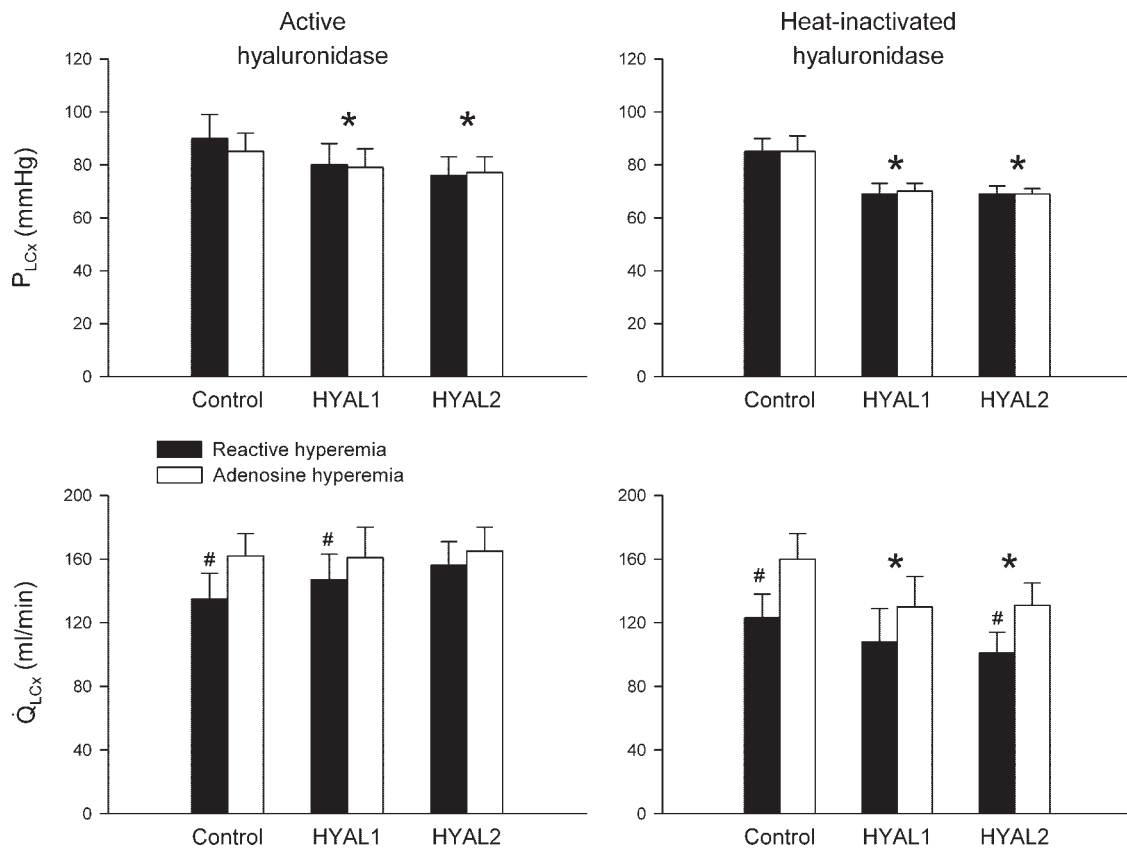 Active
hyaluronidase
120
100
80
60
40
20
0
P_LCx (mmHg)
*
*
Control
HYAL1
HYAL2
Heat-inactivated
hyaluronidase
120
100
80
60
40
20
0
*
*
Control
HYAL1
HYAL2
Reactive hyperemia
Adenosine hyperemia
200
160
120
80
40
0
Q̇_LCx (ml/min)
#
#
Control
HYAL1
HYAL2
200
160
120
80
40
0
#
*
*
#
Control
HYAL1
HYAL2